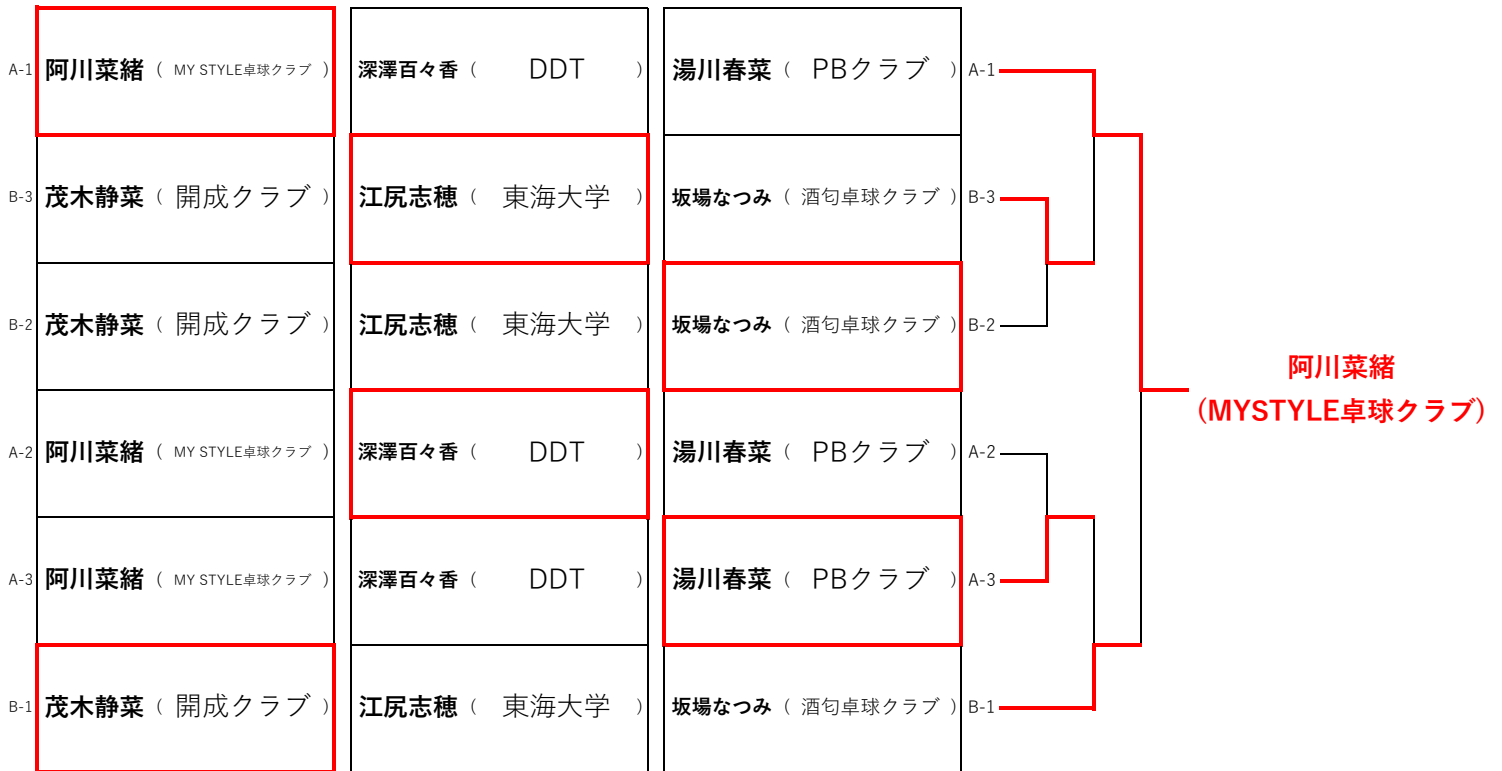 A-1 阿川菜緒 ( MY STYLE卓球クラブ ) 深澤百々香 ( DDT ) 湯川春菜 ( PBクラブ ) A-1
B-3 茂木静菜 ( 開成クラブ ) 江尻志穂 ( 東海大学 ) 坂場なつみ ( 酒匂卓球クラブ ) B-3
B-2 茂木静菜 ( 開成クラブ ) 江尻志穂 ( 東海大学 ) 坂場なつみ ( 酒匂卓球クラブ ) B-2
阿川菜緒
(MYSTYLE卓球クラブ)
A-2 阿川菜緒 ( MY STYLE卓球クラブ ) 深澤百々香 ( DDT ) 湯川春菜 ( PBクラブ ) A-2
A-3 阿川菜緒 ( MY STYLE卓球クラブ ) 深澤百々香 ( DDT ) 湯川春菜 ( PBクラブ ) A-3
B-1 茂木静菜 ( 開成クラブ ) 江尻志穂 ( 東海大学 ) 坂場なつみ ( 酒匂卓球クラブ ) B-1